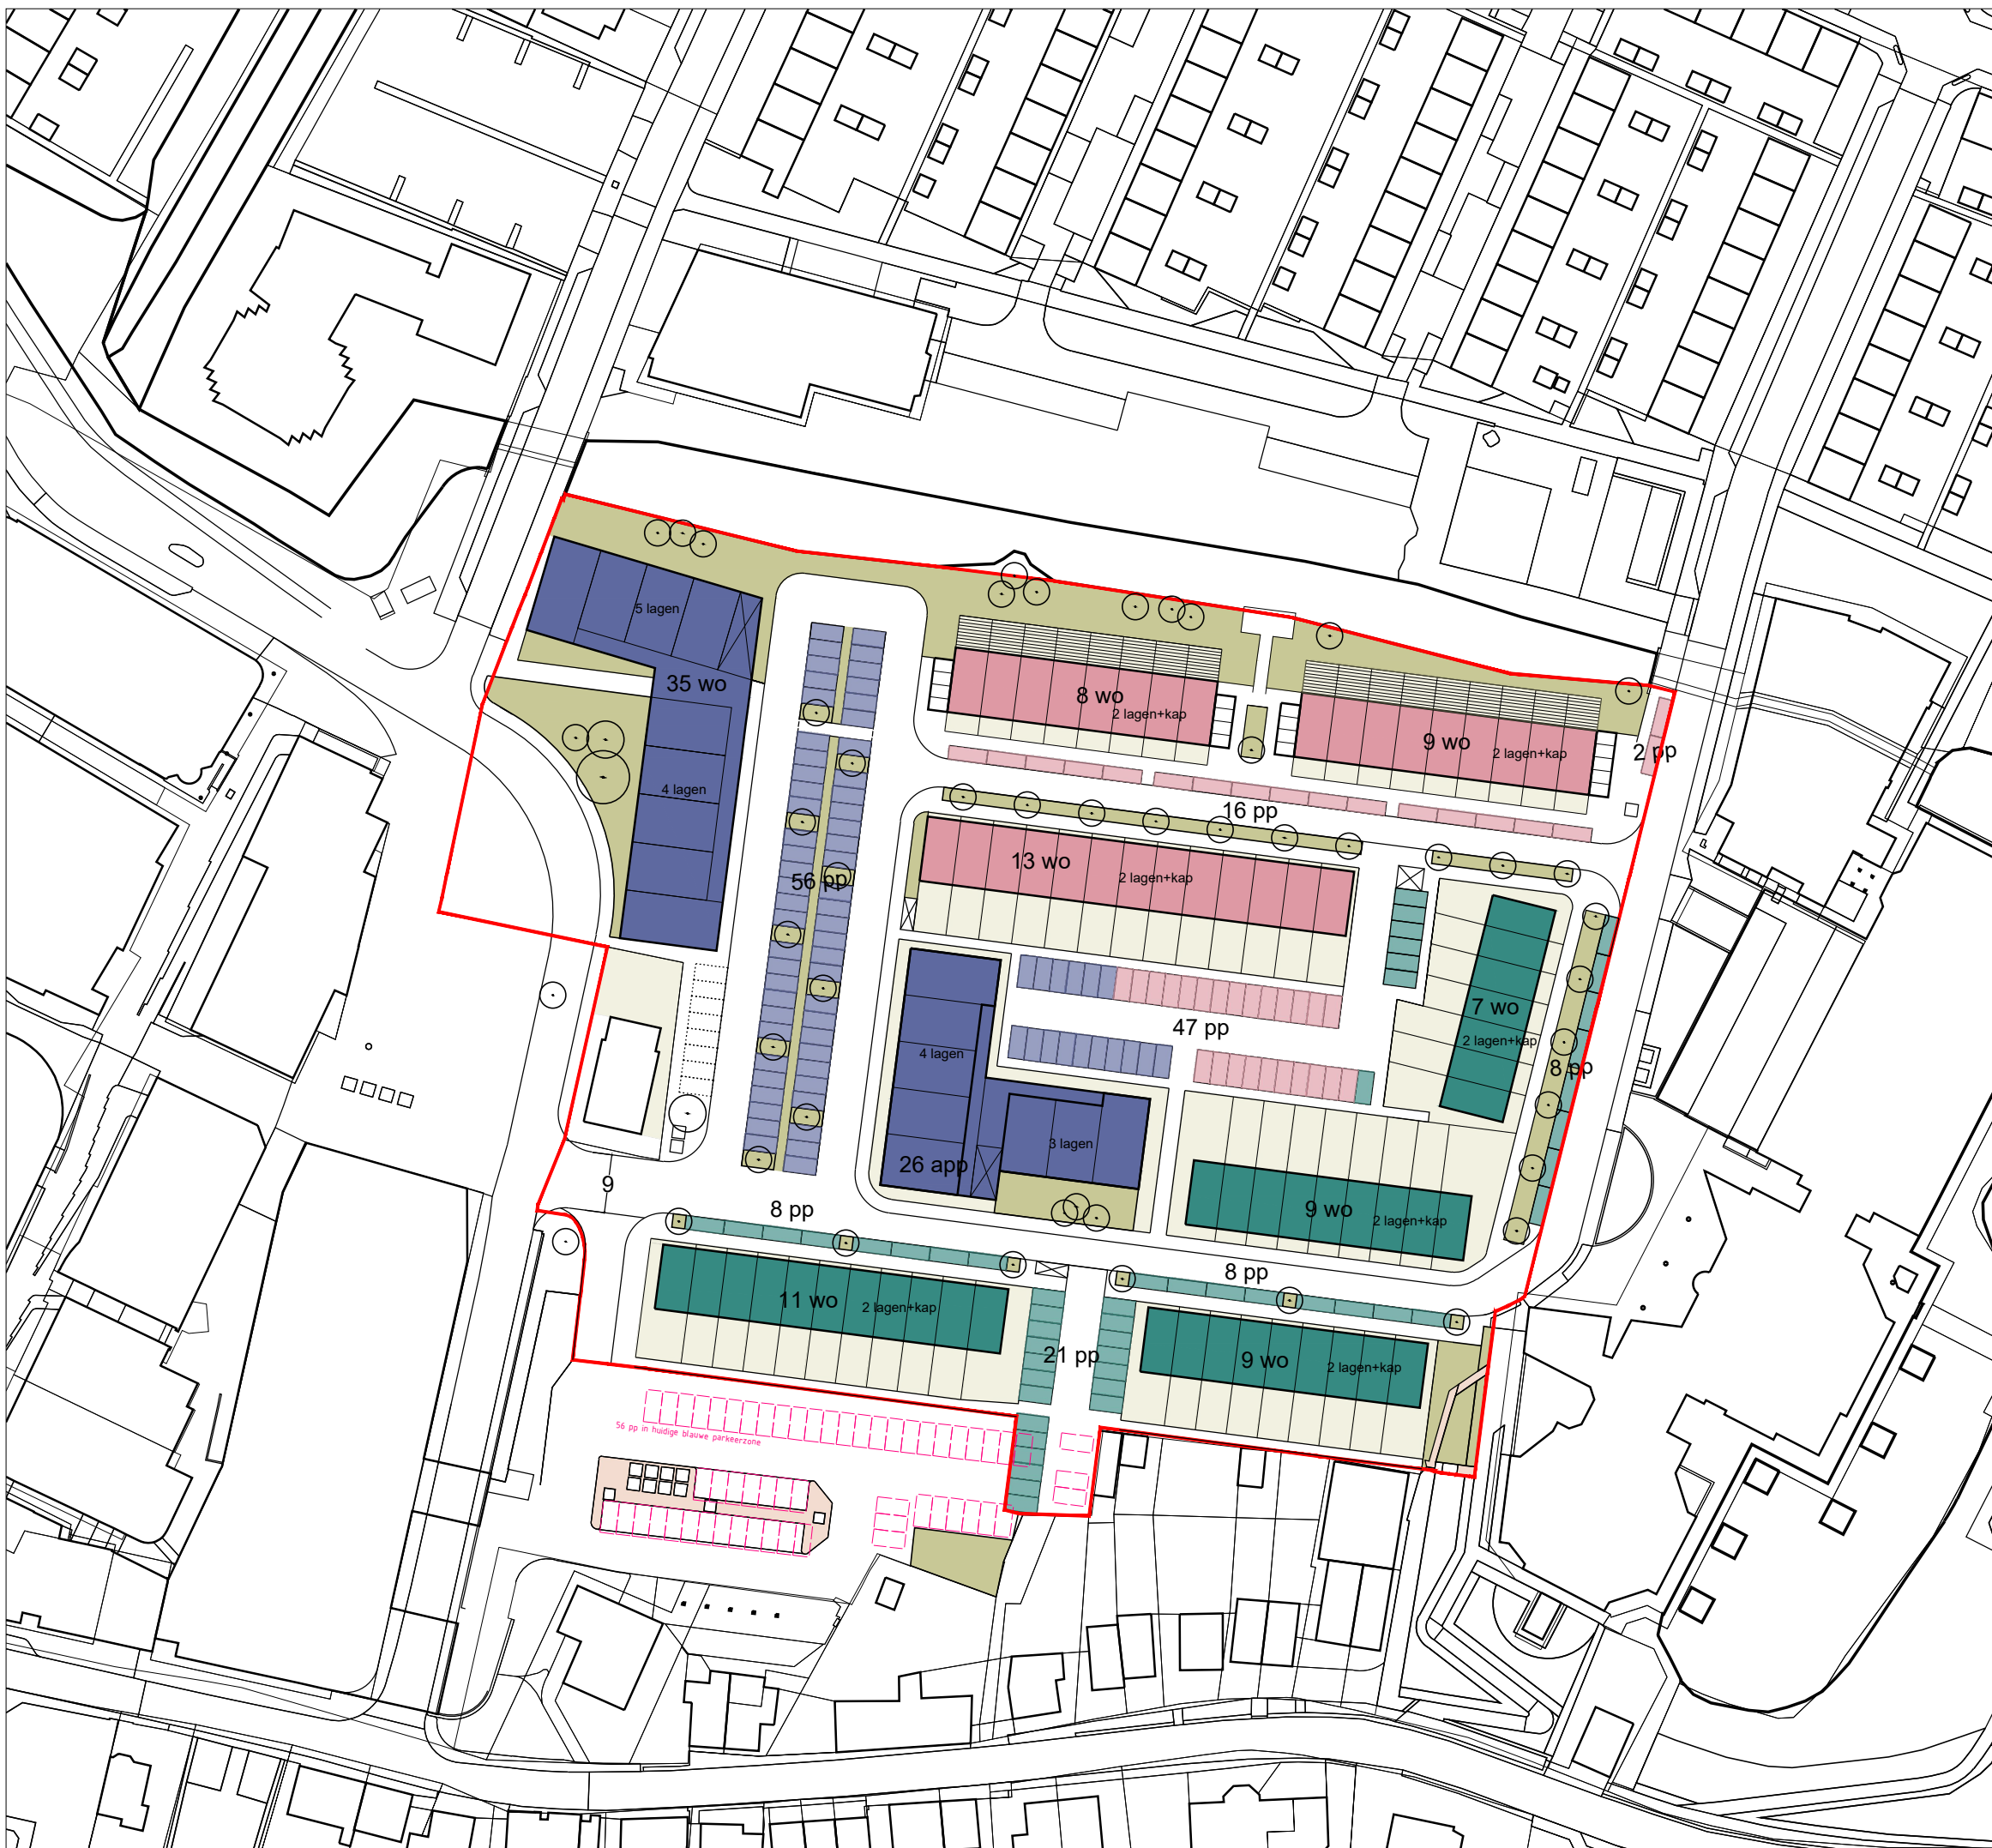 5 lagen
35 wo
8 wo
2 lagen+kap
9 wo
2 lagen+kap
2 pp
4 lagen
16 pp
13 wo
2 lagen+kap
56 pp
7 wo
2 lagen+kap
47 pp
4 lagen
8 pp
3 lagen
26 app
9
8 pp
9 wo
2 lagen+kap
8 pp
11 wo
2 lagen+kap
21 pp
9 wo
2 lagen+kap
56 pp in huidige blauwe parkeerzone